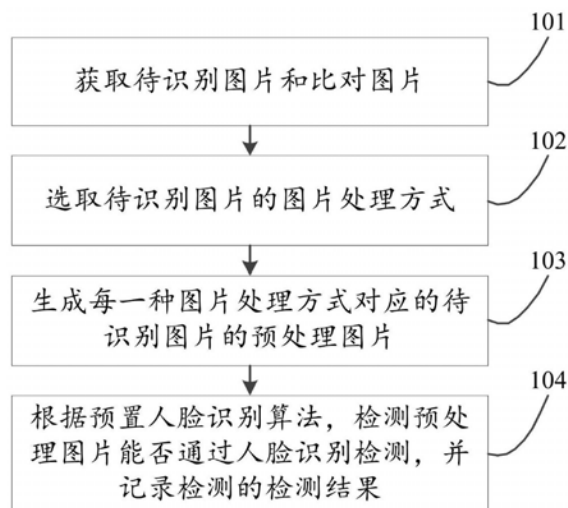 101
获取待识别图片和比对图片
102
选取待识别图片的图片处理方式
103
生成每一种图片处理方式对应的待
识别图片的预处理图片
104
根据预置人脸识别算法，检测预处
理图片能否通过人脸识别检测，并
记录检测的检测结果